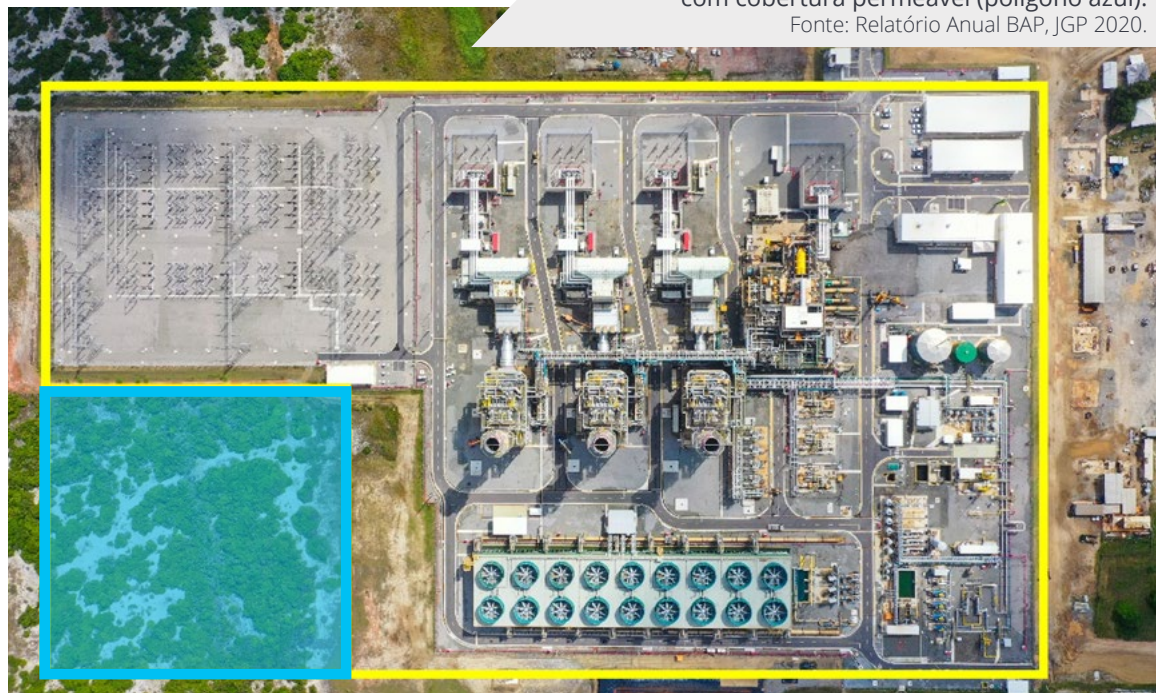 com cobertura permeável (polígono azul).
Fonte: Relatório Anual BAP, JGP 2020.